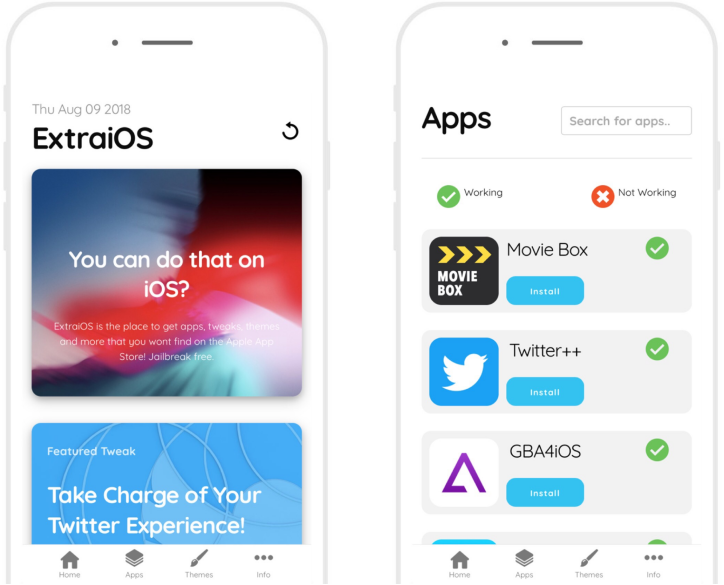 Thu Aug 09 2018
ExtraiOS
You can do that on
iOS?
ExtraiOS is the place to get apps, tweaks, themes
and more that you wont find on the Apple App
Store! Jailbreak free.
Featured Tweak
Take Charge of Your
Twitter Experience!
Home
Apps
Themes
Info
Apps
Search for apps..
Working
Not Working
MOVIE
BOX
Movie Box
Install
Twitter++
Install
GBA4iOS
Install
Home
Apps
Themes
Info